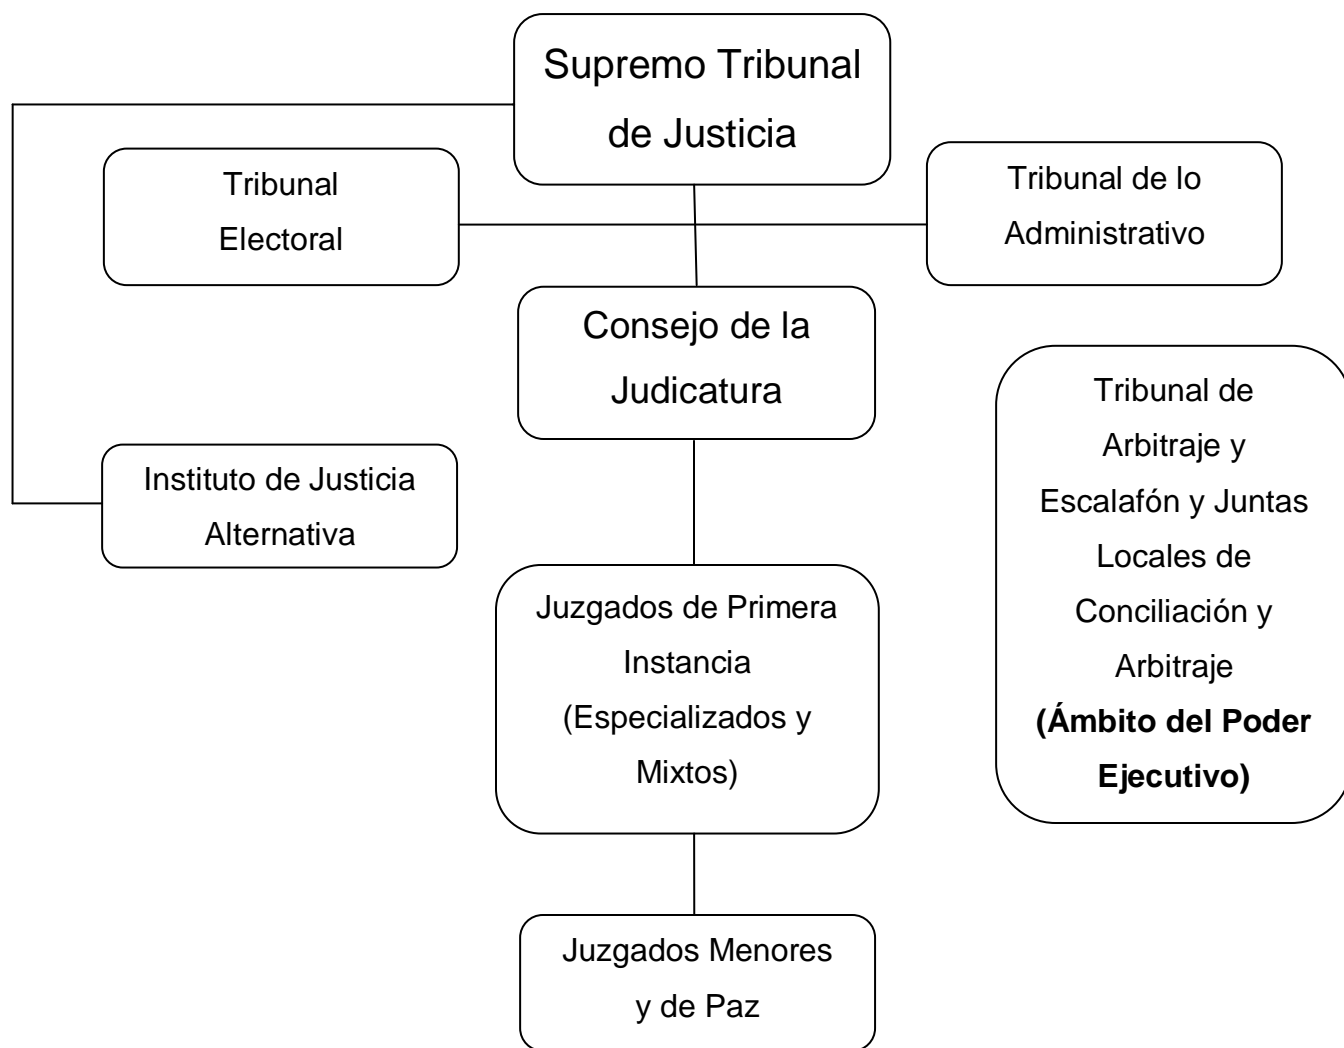 Supremo Tribunal
de Justicia
Tribunal
Electoral
Tribunal de lo
Administrativo
Consejo de la
Judicatura
Instituto de Justicia
Alternativa
Tribunal de
Arbitraje y
Escalafón y Juntas
Locales de
Conciliación y
Arbitraje
(Ámbito del Poder
Ejecutivo)
Juzgados de Primera
Instancia
(Especializados y
Mixtos)
Juzgados Menores
y de Paz